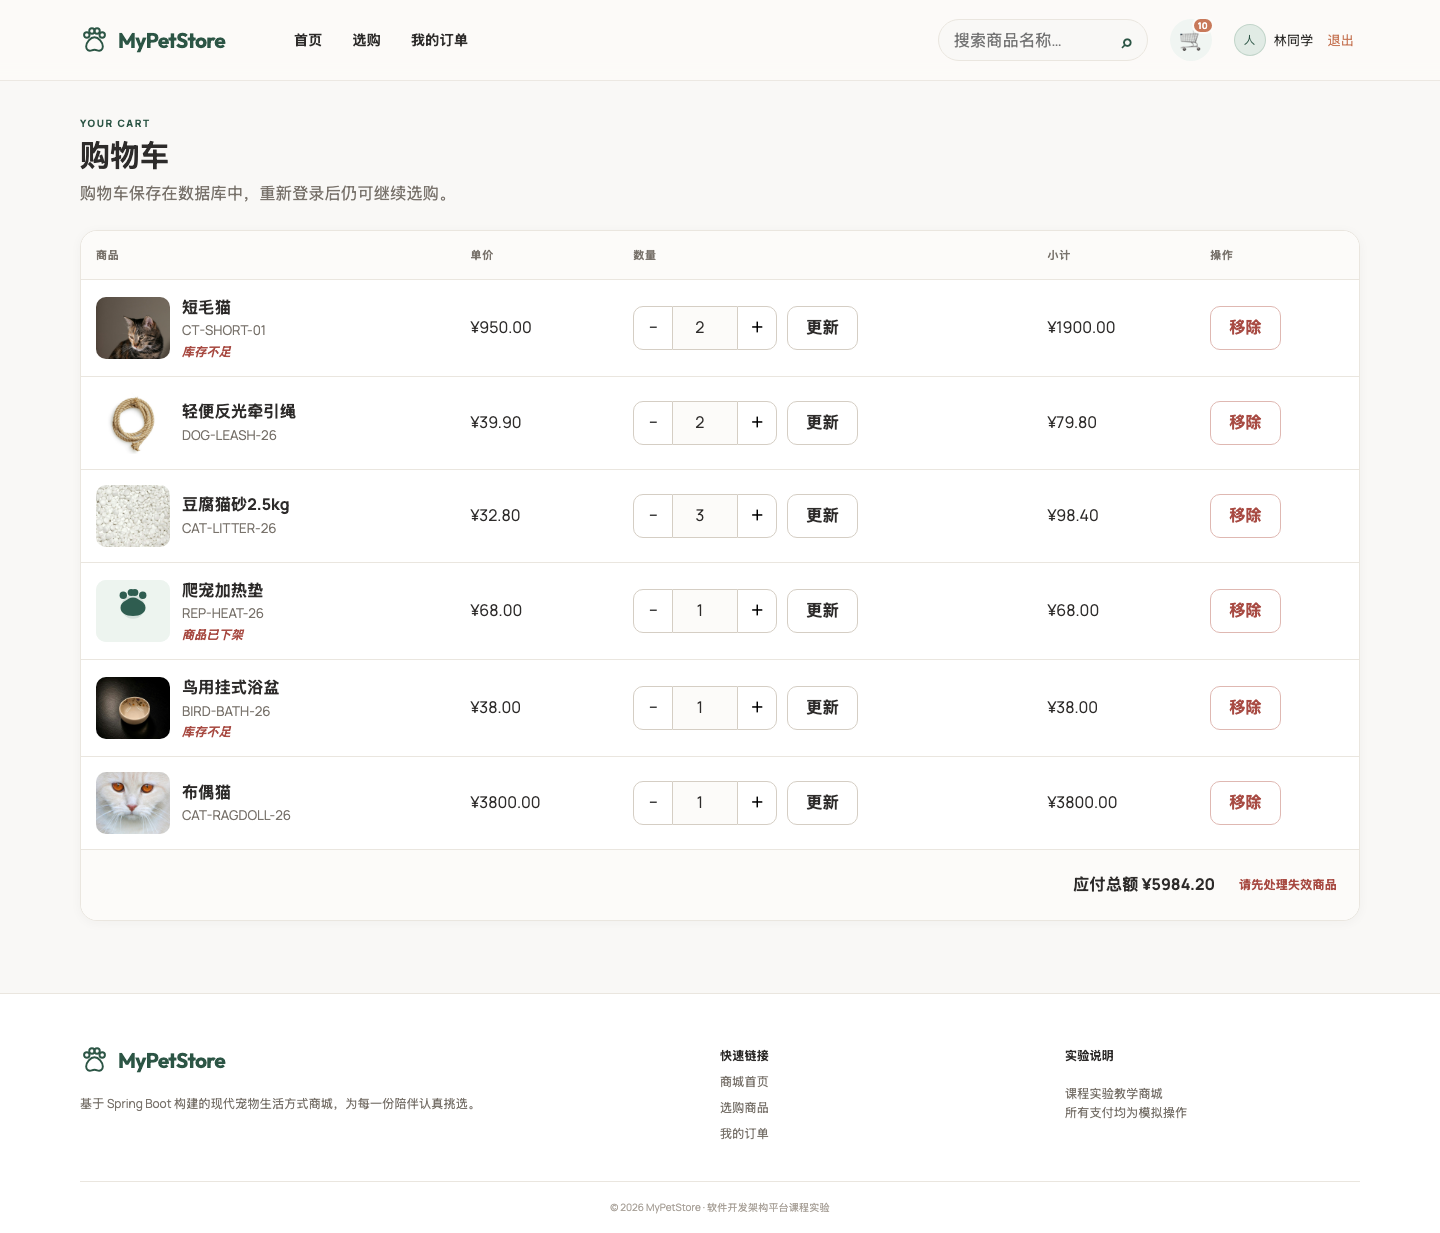 MyPetStore 首页 选购 我的订单 搜索商品名称... 10 人 林同学 退出
YOUR CART
购物车
购物车保存在数据库中，重新登录后仍可继续选购。
商品 单价 数量 小计 操作
短毛猫
CT-SHORT-01
库存不足
¥950.00 − 2 + 更新 ¥1900.00 移除
轻便反光牵引绳
DOG-LEASH-26
¥39.90 − 2 + 更新 ¥79.80 移除
豆腐猫砂2.5kg
CAT-LITTER-26
¥32.80 − 3 + 更新 ¥98.40 移除
爬宠加热垫
REP-HEAT-26
商品已下架
¥68.00 − 1 + 更新 ¥68.00 移除
鸟用挂式浴盆
BIRD-BATH-26
库存不足
¥38.00 − 1 + 更新 ¥38.00 移除
布偶猫
CAT-RAGDOLL-26
¥3800.00 − 1 + 更新 ¥3800.00 移除
应付总额 ¥5984.20 请先处理失效商品
MyPetStore
基于 Spring Boot 构建的现代宠物生活方式商城，为每一份陪伴认真挑选。
快速链接
商城首页
选购商品
我的订单
实验说明
课程实验教学商城
所有支付均为模拟操作
© 2026 MyPetStore · 软件开发架构平台课程实验